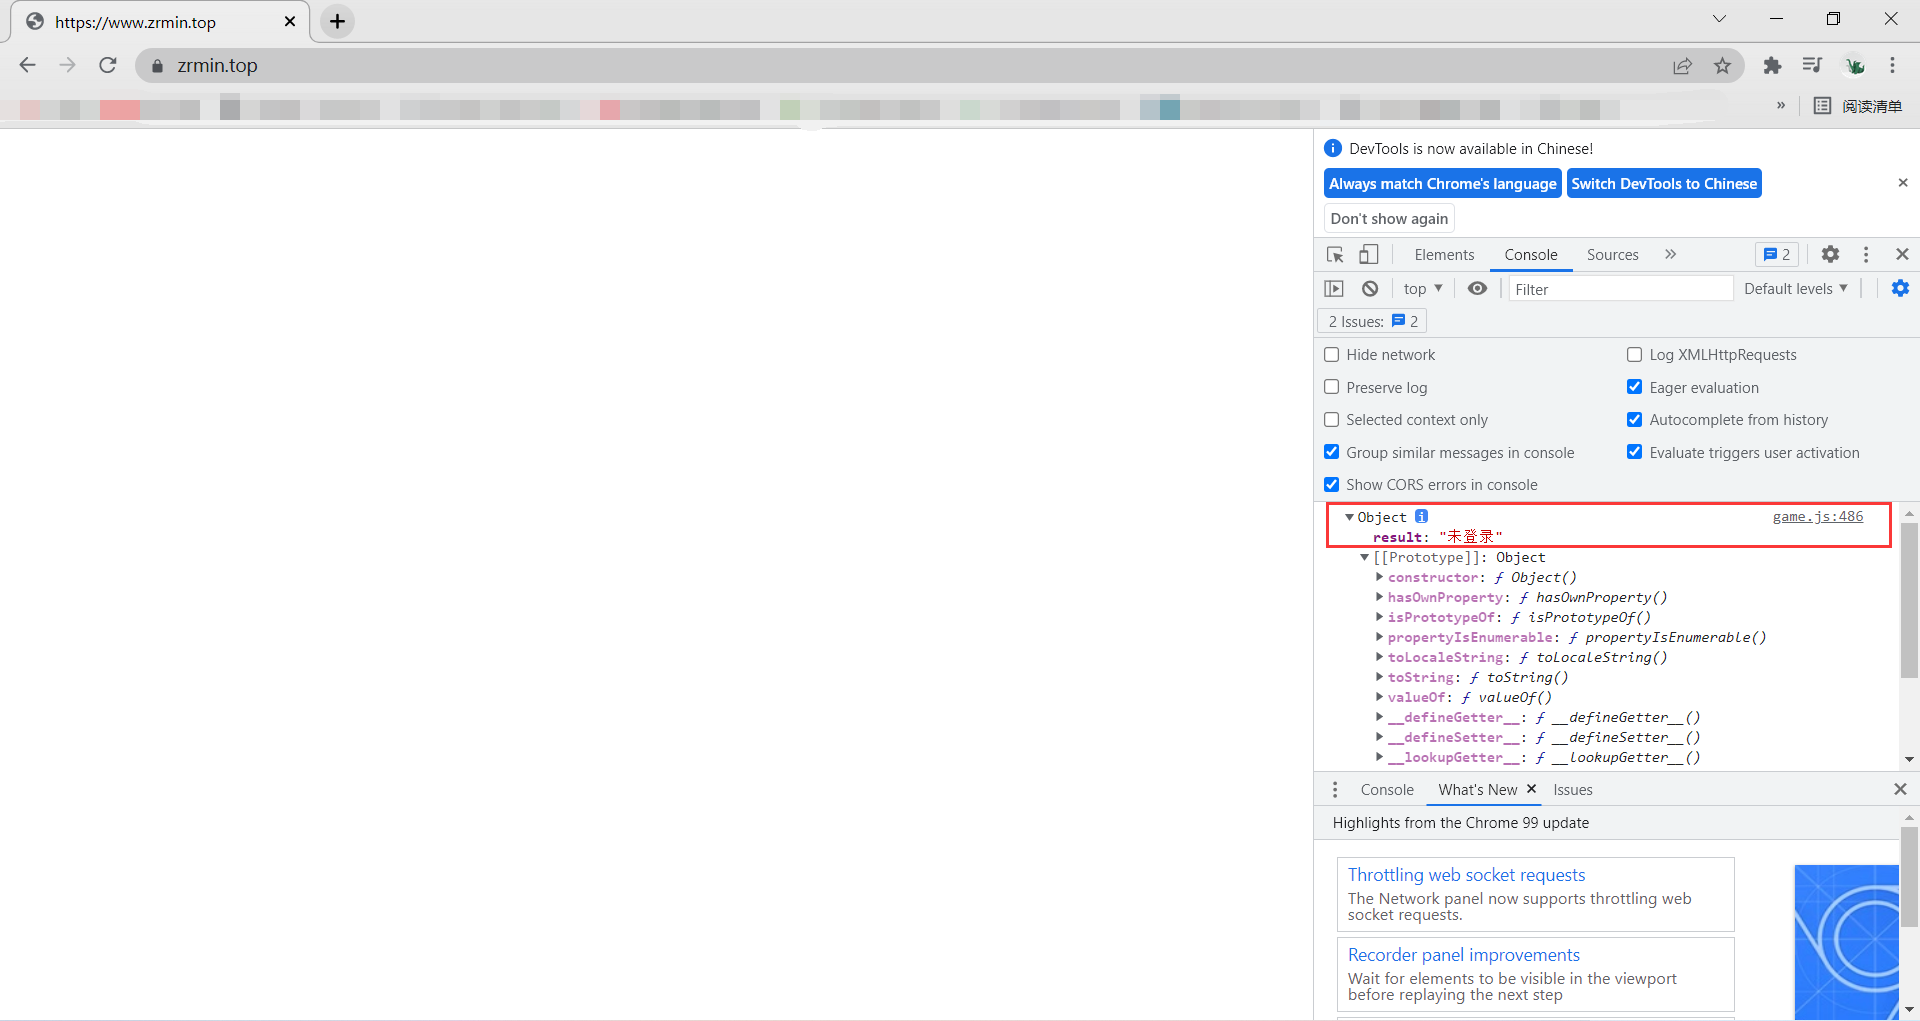 https://www.zrmin.top
zrmin.top
» 阅读清单
DevTools is now available in Chinese!
Always match Chrome's language Switch DevTools to Chinese
Don't show again
Elements Console Sources » 2
top Filter Default levels
2 Issues: 2
Hide network Log XMLHttpRequests
Preserve log Eager evaluation
Selected context only Autocomplete from history
Group similar messages in console Evaluate triggers user activation
Show CORS errors in console
Object i game.js:486
result: "未登录"
[[Prototype]]: Object
constructor: ƒ Object()
hasOwnProperty: ƒ hasOwnProperty()
isPrototypeOf: ƒ isPrototypeOf()
propertyIsEnumerable: ƒ propertyIsEnumerable()
toLocaleString: ƒ toLocaleString()
toString: ƒ toString()
valueOf: ƒ valueOf()
__defineGetter__: ƒ __defineGetter__()
__defineSetter__: ƒ __defineSetter__()
__lookupGetter__: ƒ __lookupGetter__()
Console What's New Issues
Highlights from the Chrome 99 update
Throttling web socket requests
The Network panel now supports throttling web
socket requests.
Recorder panel improvements
Wait for elements to be visible in the viewport
before replaying the next step